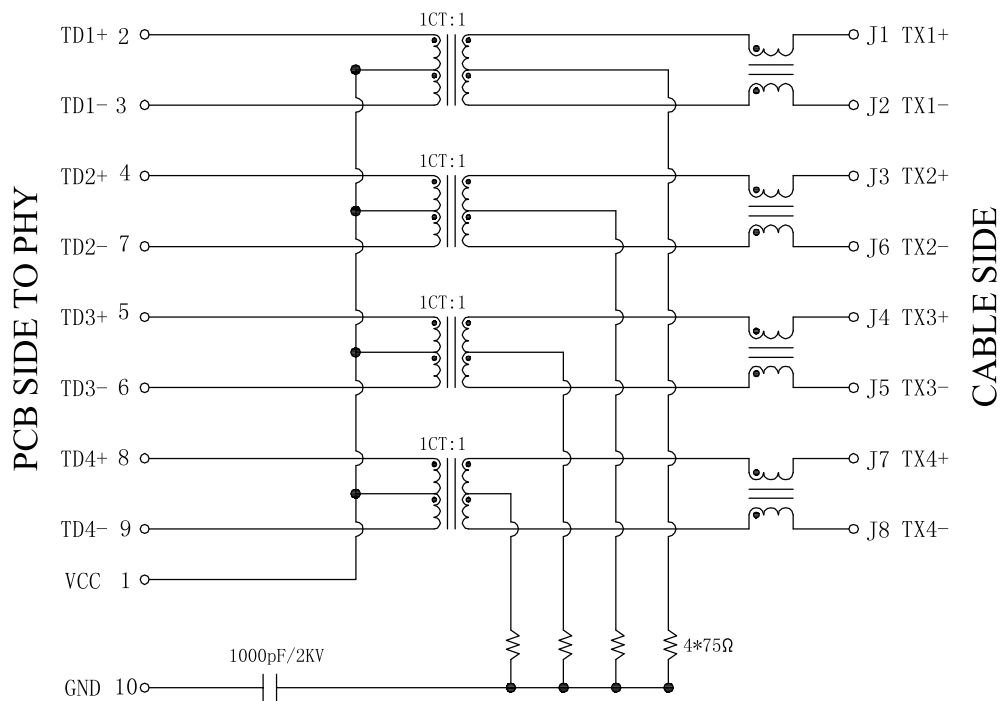 1CT:1
TD1+ 2
J1 TX1+
TD1- 3
J2 TX1-
1CT:1
TD2+ 4
J3 TX2+
TD2- 7
J6 TX2-
1CT:1
TD3+ 5
J4 TX3+
TD3- 6
J5 TX3-
1CT:1
TD4+ 8
J7 TX4+
TD4- 9
J8 TX4-
VCC 1
4*75Ω
1000pF/2KV
GND 10
PCB SIDE TO PHY
CABLE SIDE